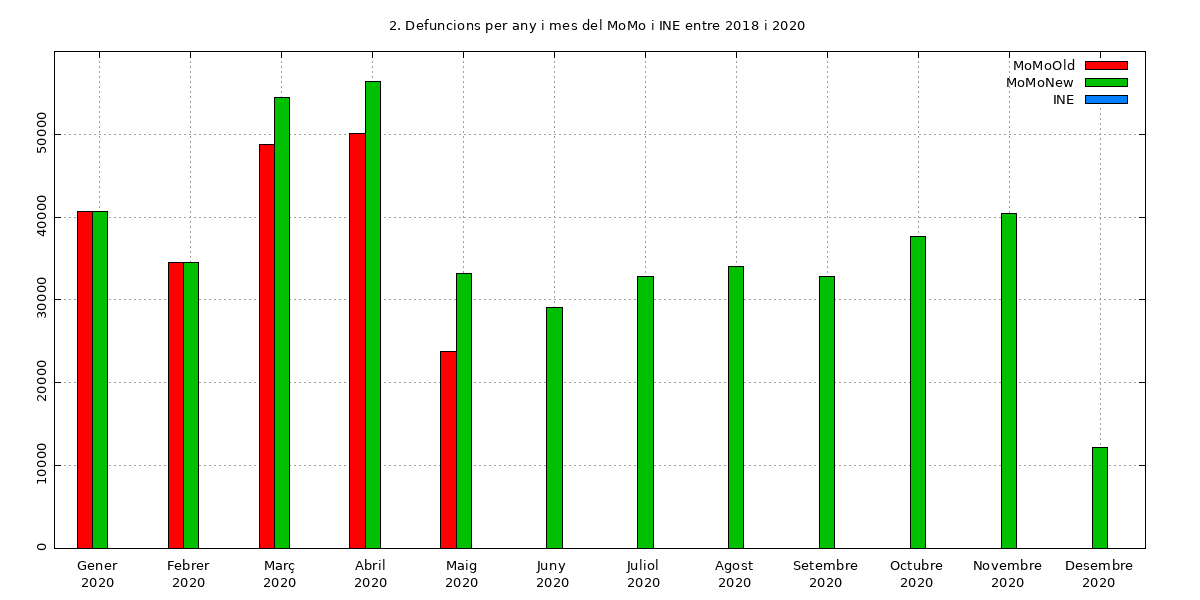 2. Defuncions per any i mes del MoMo i INE entre 2018 i 2020
MoMoOld
MoMoNew
INE
50000
40000
30000
20000
10000
0
Gener Febrer Març Abril Maig Juny Juliol Agost Setembre Octubre Novembre Desembre
2020 2020 2020 2020 2020 2020 2020 2020 2020 2020 2020 2020